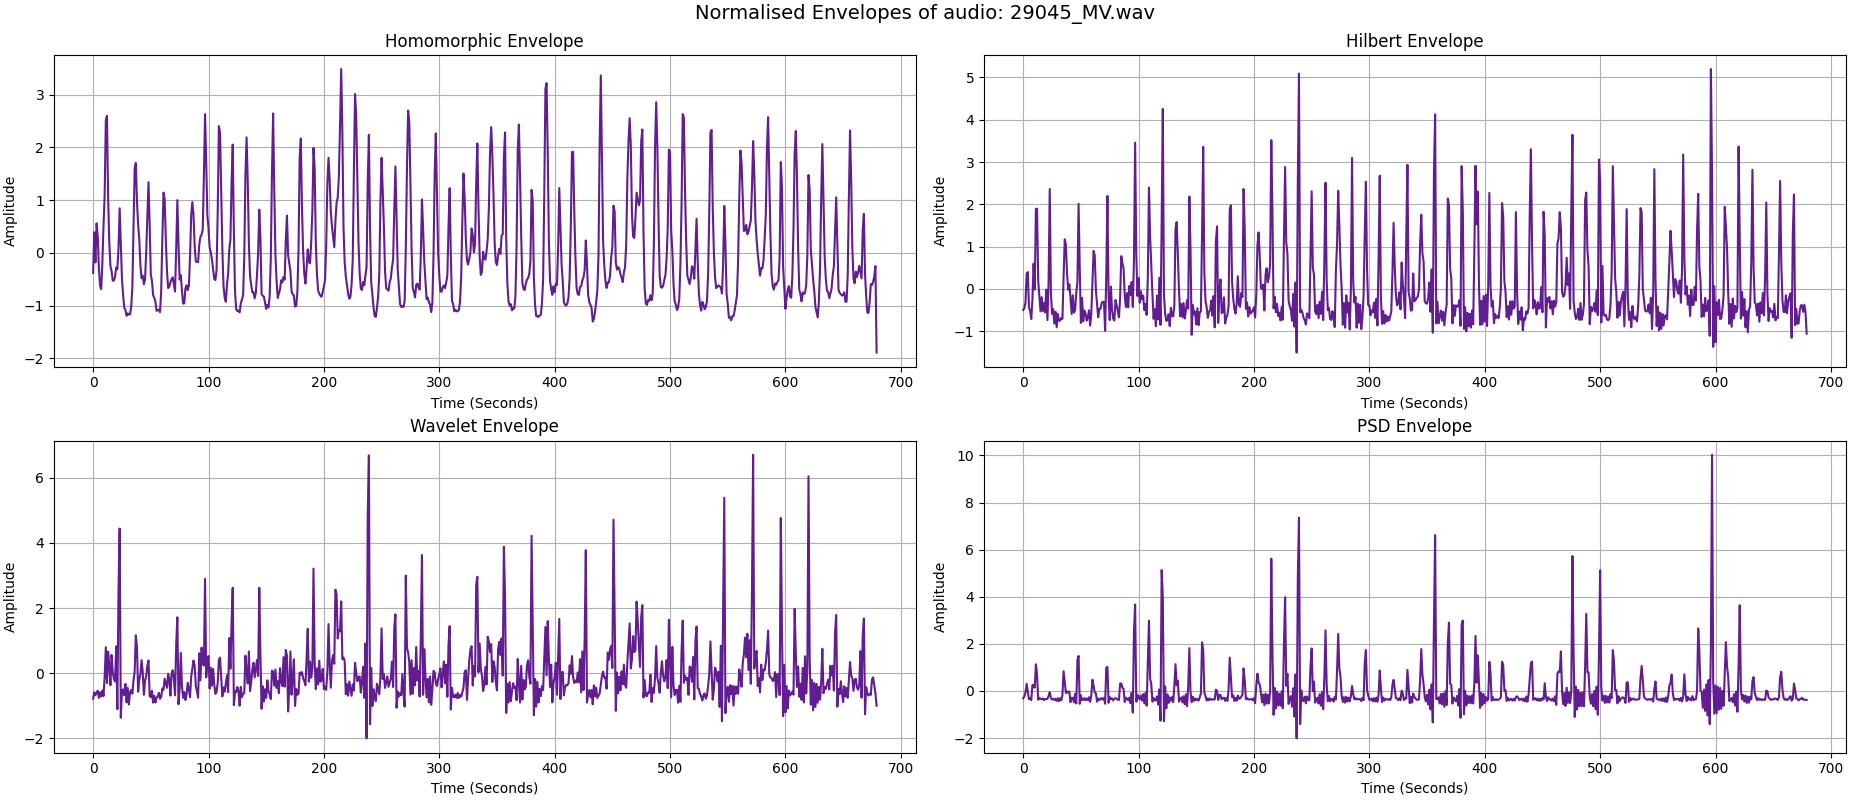 Normalised Envelopes of audio: 29045_MV.wav
Homomorphic Envelope
Amplitude
3
2
1
0
−1
−2
0 100 200 300 400 500 600 700
Time (Seconds)
Hilbert Envelope
Amplitude
5
4
3
2
1
0
−1
0 100 200 300 400 500 600 700
Time (Seconds)
Wavelet Envelope
Amplitude
6
4
2
0
−2
0 100 200 300 400 500 600 700
Time (Seconds)
PSD Envelope
Amplitude
10
8
6
4
2
0
−2
0 100 200 300 400 500 600 700
Time (Seconds)